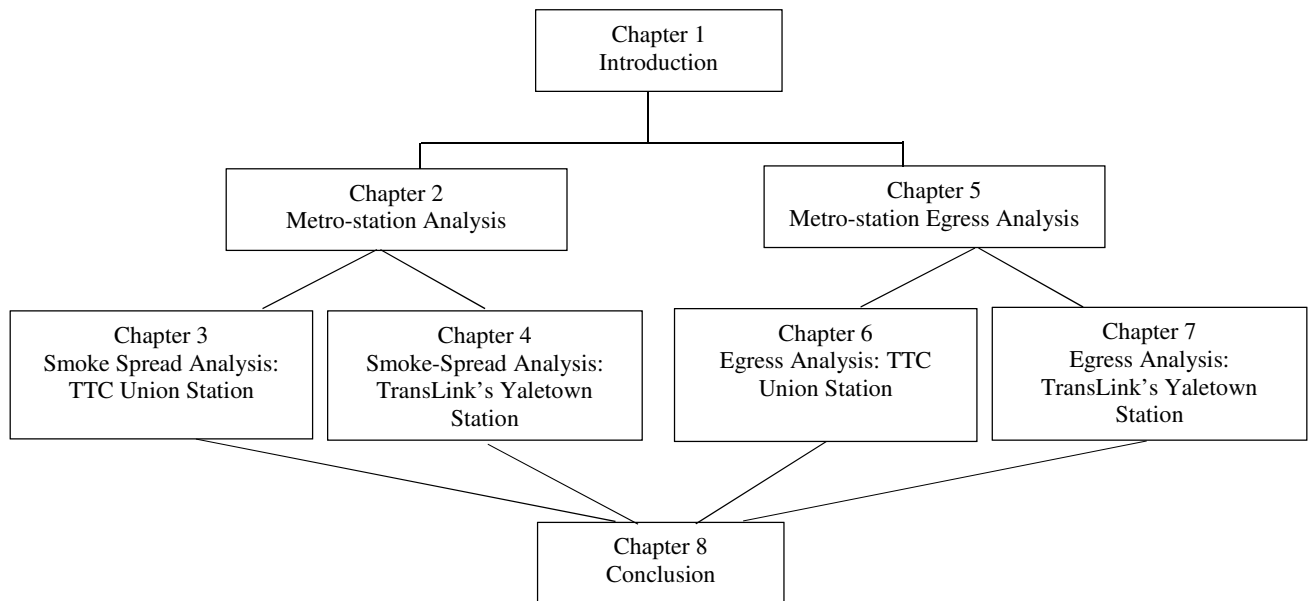 Chapter 1
Introduction
Chapter 2
Metro-station Analysis
Chapter 5
Metro-station Egress Analysis
Chapter 3
Smoke Spread Analysis:
TTC Union Station
Chapter 4
Smoke-Spread Analysis:
TransLink’s Yaletown
Station
Chapter 6
Egress Analysis: TTC
Union Station
Chapter 7
Egress Analysis:
TransLink’s Yaletown
Station
Chapter 8
Conclusion